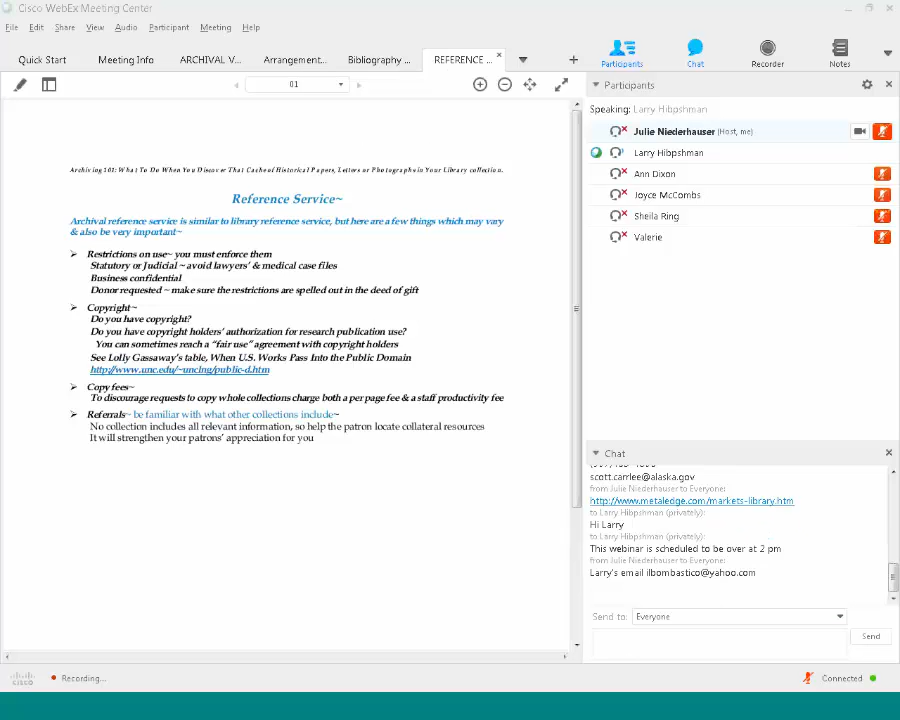 Cisco WebEx Meeting Center
File Edit Share View Audio Participant Meeting Help
Quick Start Meeting Info ARCHIVAL V... Arrangement... Bibliography ... REFERENCE ...
Participants Chat Recorder Notes
01
Archiving 101: What To Do When You Discover That Cache of Historical Papers, Letters or Photographs in Your Library collection.
Reference Service~
Archival reference service is similar to library reference service, but here are a few things which may vary
& also be very important~
Restrictions on use~ you must enforce them
Statutory or Judicial ~ avoid lawyers' & medical case files
Business confidential
Donor requested ~ make sure the restrictions are spelled out in the deed of gift
Copyright~
Do you have copyright?
Do you have copyright holders' authorization for research publication use?
You can sometimes reach a "fair use" agreement with copyright holders
See Lolly Gassaway's table, When U.S. Works Pass Into the Public Domain
http://www.unc.edu/~unclng/public-d.htm
Copy fees~
To discourage requests to copy whole collections charge both a per page fee & a staff productivity fee
Referrals~ be familiar with what other collections include~
No collection includes all relevant information, so help the patron locate collateral resources
It will strengthen your patrons' appreciation for you
Participants
Speaking: Larry Hibpshman
Julie Niederhauser (Host, me)
Larry Hibpshman
Ann Dixon
Joyce McCombs
Sheila Ring
Valerie
Chat
scott.carrlee@alaska.gov
from Julie Niederhauser to Everyone:
http://www.metaledge.com/markets-library.htm
to Larry Hibpshman (privately):
Hi Larry
to Larry Hibpshman (privately):
This webinar is scheduled to be over at 2 pm
from Julie Niederhauser to Everyone:
Larry's email ilbombastico@yahoo.com
Send to: Everyone
Send
cisco Recording... Connected